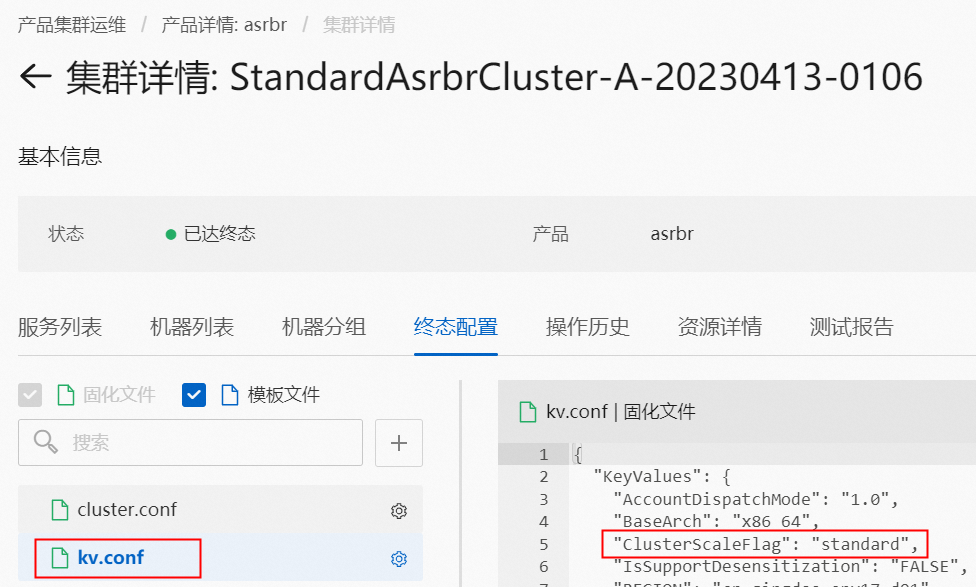 产品集群运维 / 产品详情: asrbr / 集群详情
集群详情: StandardAsrbrCluster-A-20230413-0106
基本信息
状态 已达终态 产品 asrbr
服务列表 机器列表 机器分组 终态配置 操作历史 资源详情 测试报告
固化文件 模板文件
搜索
cluster.conf
kv.conf
kv.conf | 固化文件
1 {
2 "KeyValues": {
3 "AccountDispatchMode": "1.0",
4 "BaseArch": "x86_64",
5 "ClusterScaleFlag": "standard",
6 "IsSupportDesensitization": "FALSE",